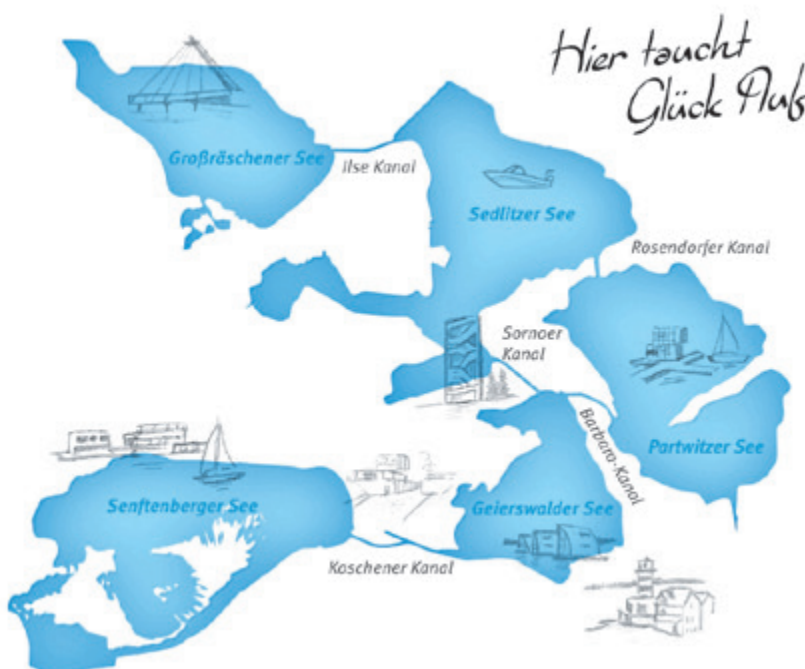 Hier taucht
Glück Auf
Großräschener See
Ilse Kanal
Sedlitzer See
Rosendorfer Kanal
Sornoer
Kanal
Barbara-Kanal
Partwitzer See
Senftenberger See
Geierswalder See
Koschener Kanal